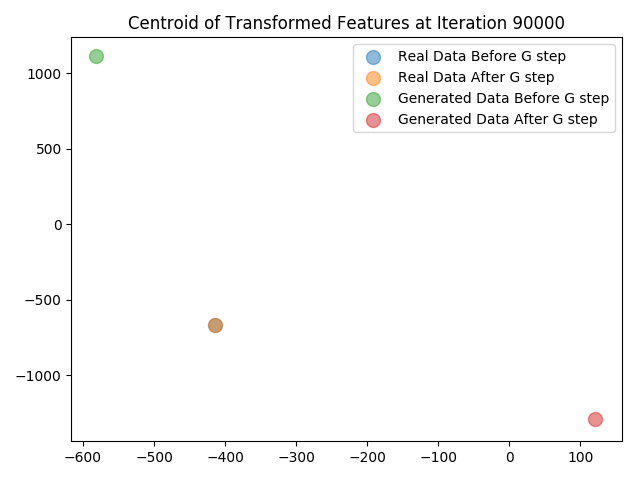 Centroid of Transformed Features at Iteration 90000
Real Data Before G step
Real Data After G step
Generated Data Before G step
Generated Data After G step
1000
500
0
−500
−1000
−600 −500 −400 −300 −200 −100 0 100